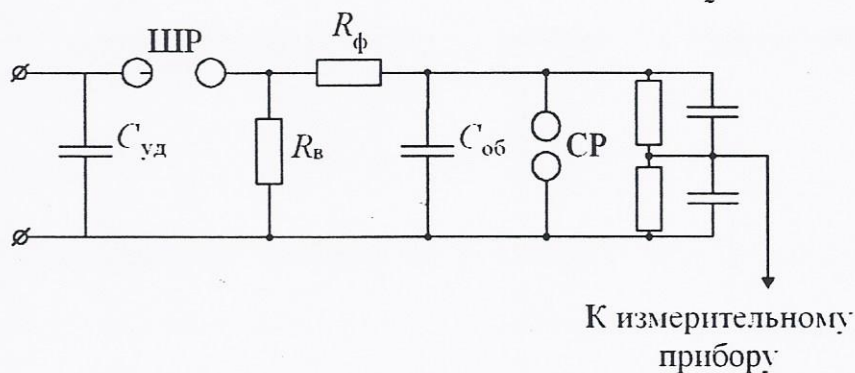 ШР
R_ф
C_уд
R_в
C_об
СР
К измерительному
прибору